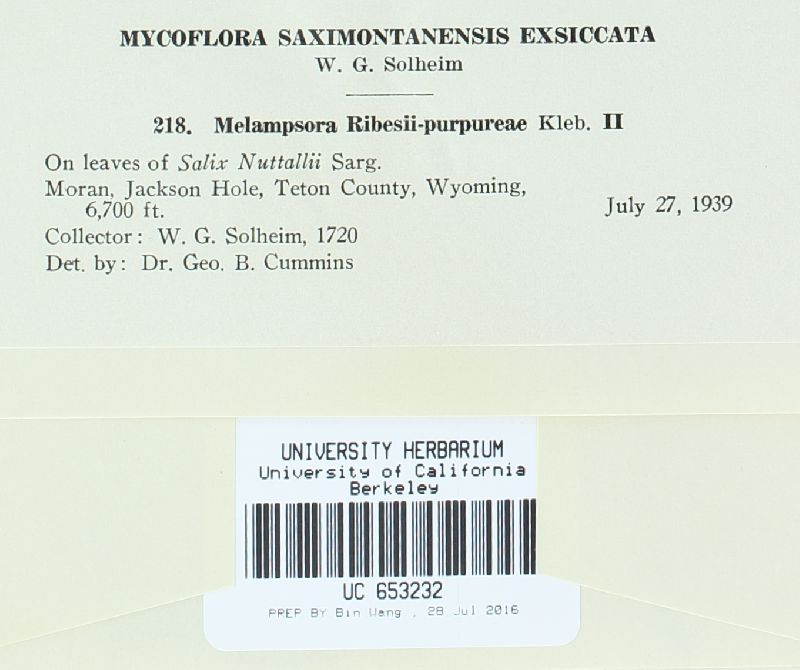 MYCOFLORA SAXIMONTANENSIS EXSICCATA
W. G. Solheim
218. Melampsora Ribesii-purpureae Kleb. II
On leaves of Salix Nuttallii Sarg.
Moran, Jackson Hole, Teton County, Wyoming,
6,700 ft. July 27, 1939
Collector: W. G. Solheim, 1720
Det. by: Dr. Geo. B. Cummins
UNIVERSITY HERBARIUM
University of California
Berkeley
UC 653232
PREP BY Bin Wang , 28 Jul 2016